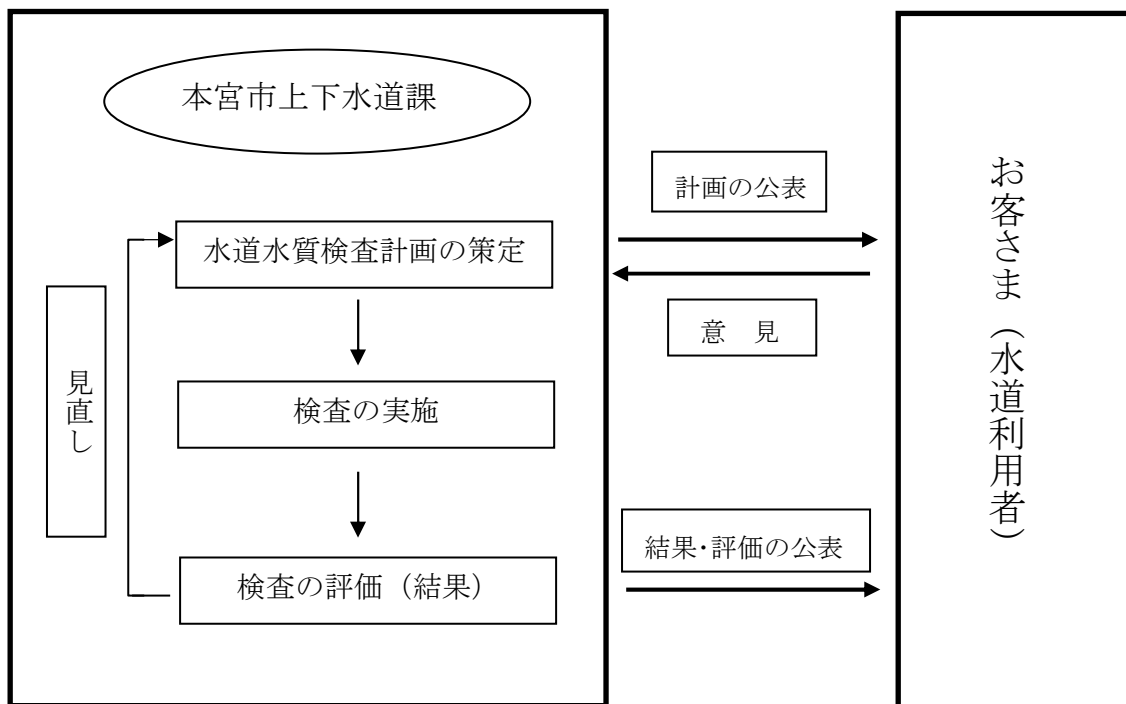 本宮市上下水道課
水道水質検査計画の策定
検査の実施
検査の評価（結果）
見直し
計画の公表
意　見
結果・評価の公表
お客さま（水道利用者）